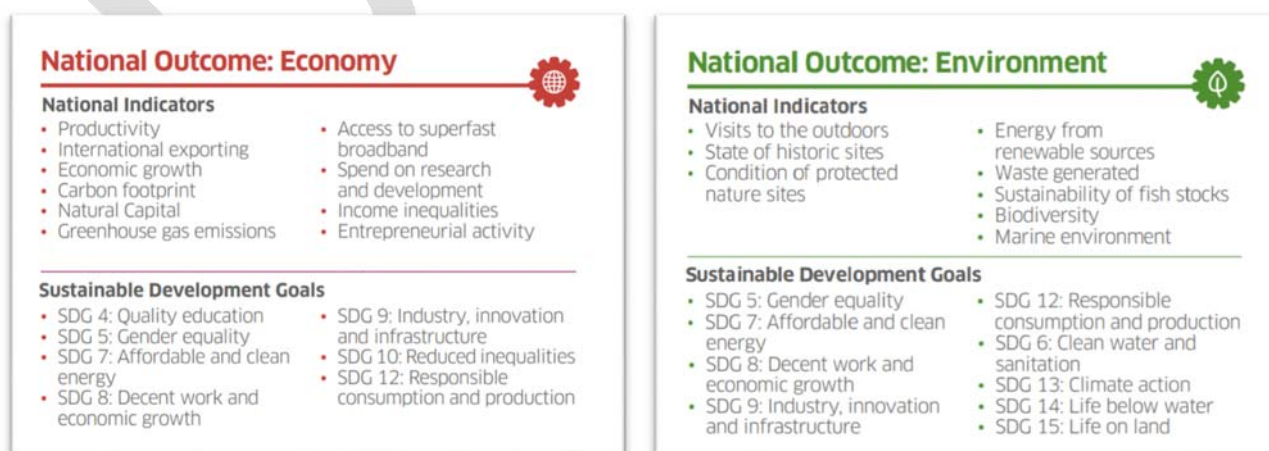 National Outcome: Economy
National Indicators
• Productivity
• International exporting
• Economic growth
• Carbon footprint
• Natural Capital
• Greenhouse gas emissions
• Access to superfast
broadband
• Spend on research
and development
• Income inequalities
• Entrepreneurial activity
Sustainable Development Goals
• SDG 4: Quality education
• SDG 5: Gender equality
• SDG 7: Affordable and clean
energy
• SDG 8: Decent work and
economic growth
• SDG 9: Industry, innovation
and infrastructure
• SDG 10: Reduced inequalities
• SDG 12: Responsible
consumption and production
National Outcome: Environment
National Indicators
• Visits to the outdoors
• State of historic sites
• Condition of protected
nature sites
• Energy from
renewable sources
• Waste generated
• Sustainability of fish stocks
• Biodiversity
• Marine environment
Sustainable Development Goals
• SDG 5: Gender equality
• SDG 7: Affordable and clean
energy
• SDG 8: Decent work and
economic growth
• SDG 9: Industry, innovation
and infrastructure
• SDG 12: Responsible
consumption and production
• SDG 6: Clean water and
sanitation
• SDG 13: Climate action
• SDG 14: Life below water
• SDG 15: Life on land